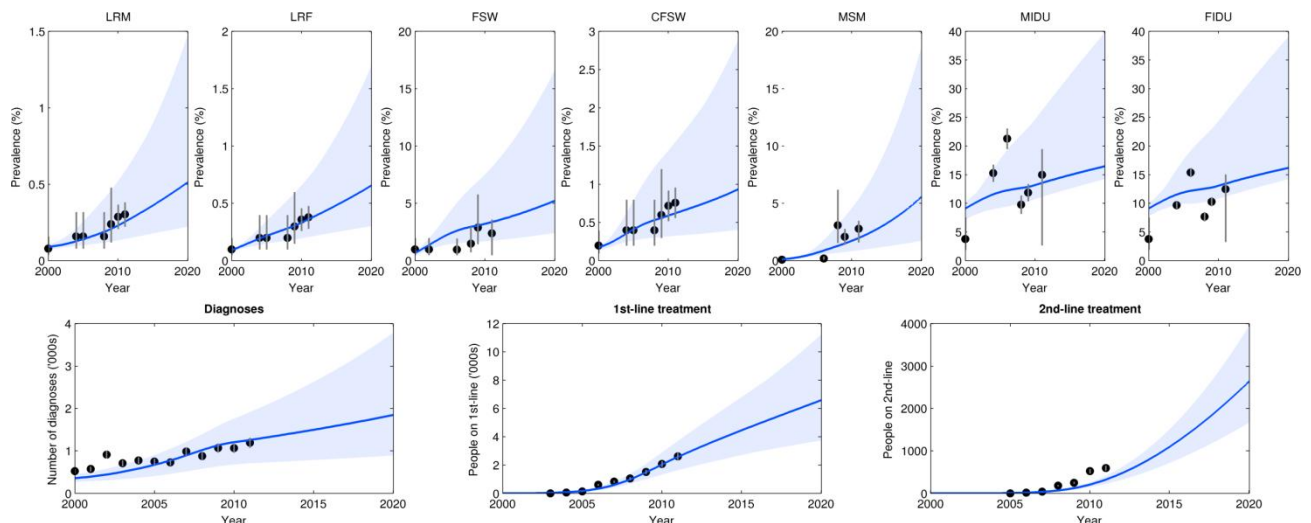 LRM
LRF
FSW
CFSW
MSM
MIDU
FIDU
Prevalence (%)
1.5
1
0.5
0
2000 2010 2020
Year
Prevalence (%)
2
1.5
1
0.5
0
2000 2010 2020
Year
Prevalence (%)
20
15
10
5
0
2000 2010 2020
Year
Prevalence (%)
3
2.5
2
1.5
1
0.5
0
2000 2010 2020
Year
Prevalence (%)
20
15
10
5
0
2000 2010 2020
Year
Prevalence (%)
40
35
30
25
20
15
10
5
0
2000 2010 2020
Year
Prevalence (%)
40
35
30
25
20
15
10
5
0
2000 2010 2020
Year
Diagnoses
Number of diagnoses ('000s)
4
3
2
1
0
2000 2005 2010 2015 2020
Year
1st-line treatment
People on 1st-line ('000s)
12
10
8
6
4
2
0
2000 2005 2010 2015 2020
Year
2nd-line treatment
People on 2nd-line
4000
3000
2000
1000
0
2000 2005 2010 2015 2020
Year